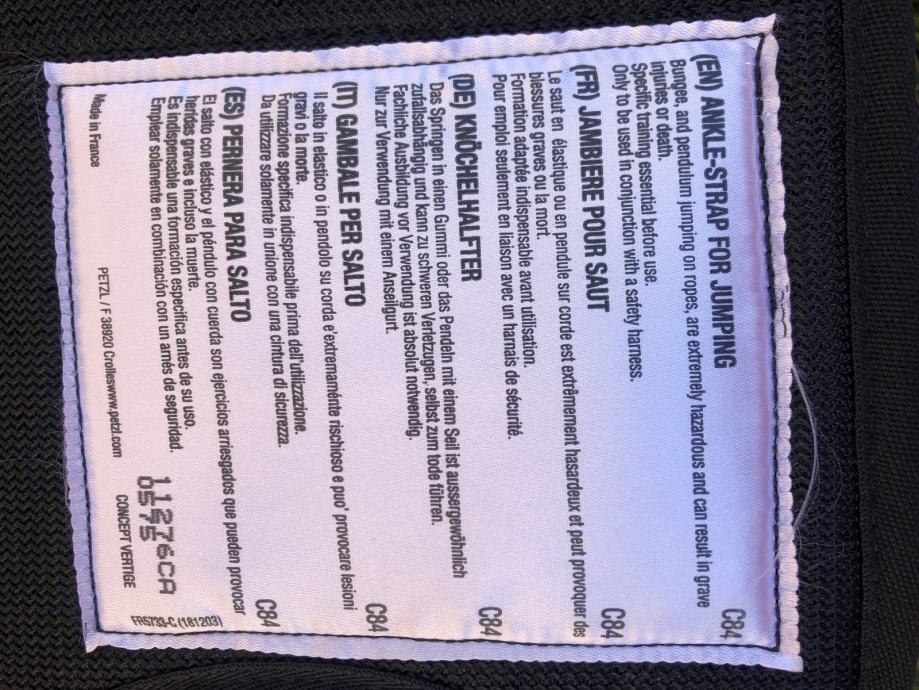 (EN) ANKLE-STRAP FOR JUMPING C84
Bungee, and pendulum jumping on ropes, are extremely hazardous and can result in grave
injuries or death.
Specific training essential before use.
Only to be used in conjunction with a safety harness.
(FR) JAMBIERE POUR SAUT C84
Le saut en élastique ou en pendule sur corde est extrêmement hasardeux et peut provoquer des
blessures graves ou la mort.
Formation adaptée indispensable avant utilisation.
Pour emploi seulement en liaison avec un harnais de sécurité.
(DE) KNÖCHELHALFTER C84
Das Springen in einen Gummi oder das Pendeln mit einem Seil ist aussergewöhnlich
zufallsabhängig und kann zu schweren Verletzugen, selbst zum tode führen.
Fachliche Ausbildung vor Verwendung ist absolut notwendig.
Nur zur Verwendung mit einem Anseilgurt.
(IT) GAMBALE PER SALTO C84
Il salto in elastico o in pendolo su corda e'extremaménte rischioso e puo' provocare lesioni
gravi o la morte.
Formazione specifica indispensabile prima dell'utilizzazione.
Da utilizzare solamente in unione con una cintura di sicurezza.
(ES) PERNERA PARA SALTO C84
El salto con elástico y el péndulo con cuerda son ejercicios arriesgados que pueden provocar
heridas graves e incluso la muerte.
Es indispensable una formación específica antes de su uso.
Emplear solamente en combinación con un arnés de seguridad.
11276CA
0575
Made in France PETZL / F 38920 Crolleswww.petzl.com CONCEPT VERTIGE
FR5733-C (181203)